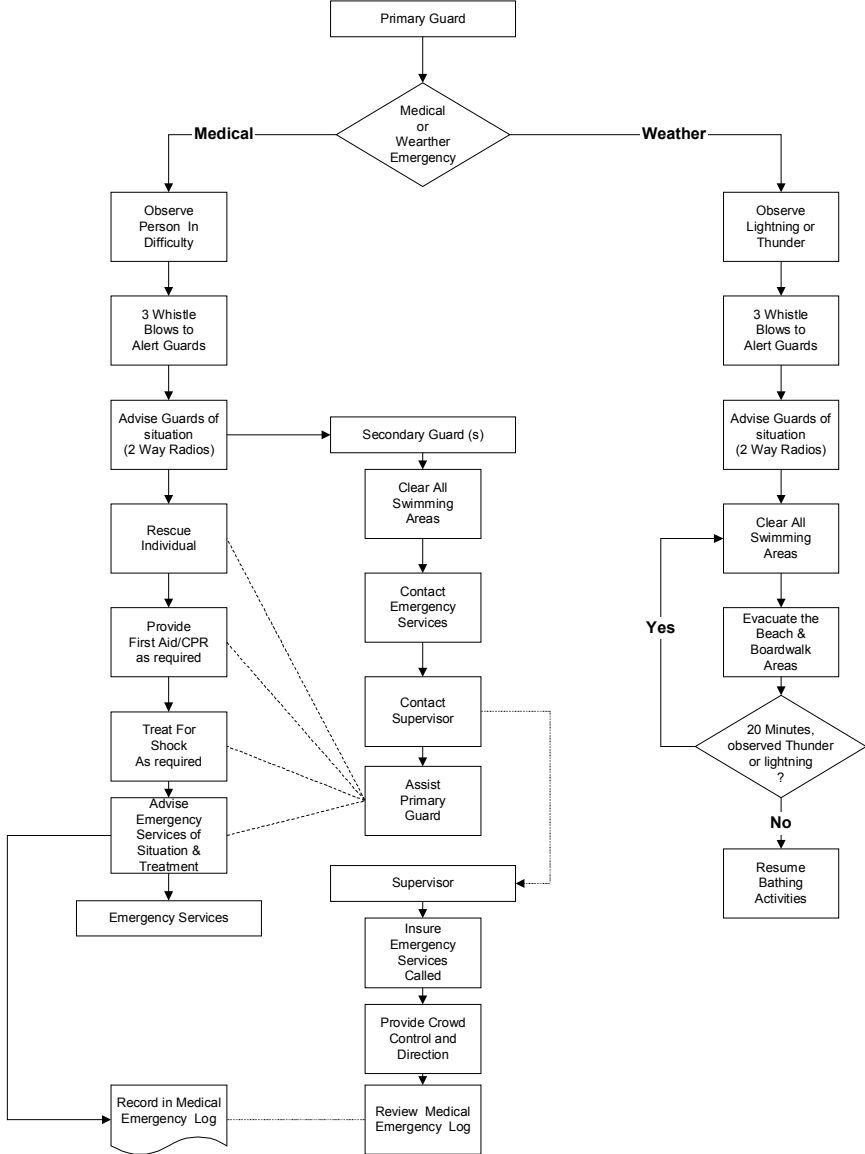 Primary Guard
Medical
or
Wearther
Emergency
Medical
Weather
Observe
Person In
Difficulty
3 Whistle
Blows to
Alert Guards
Advise Guards of
situation
(2 Way Radios)
Rescue
Individual
Provide
First Aid/CPR
as required
Treat For
Shock
As required
Advise
Emergency
Services of
Situation &
Treatment
Emergency Services
Record in Medical
Emergency Log
Secondary Guard (s)
Clear All
Swimming
Areas
Contact
Emergency
Services
Contact
Supervisor
Assist
Primary
Guard
Supervisor
Insure
Emergency
Services
Called
Provide Crowd
Control and
Direction
Review Medical
Emergency Log
Observe
Lightning or
Thunder
3 Whistle
Blows to
Alert Guards
Advise Guards of
situation
(2 Way Radios)
Clear All
Swimming
Areas
Evacuate the
Beach &
Boardwalk
Areas
Yes
20 Minutes,
observed Thunder
or lightning
?
No
Resume
Bathing
Activities